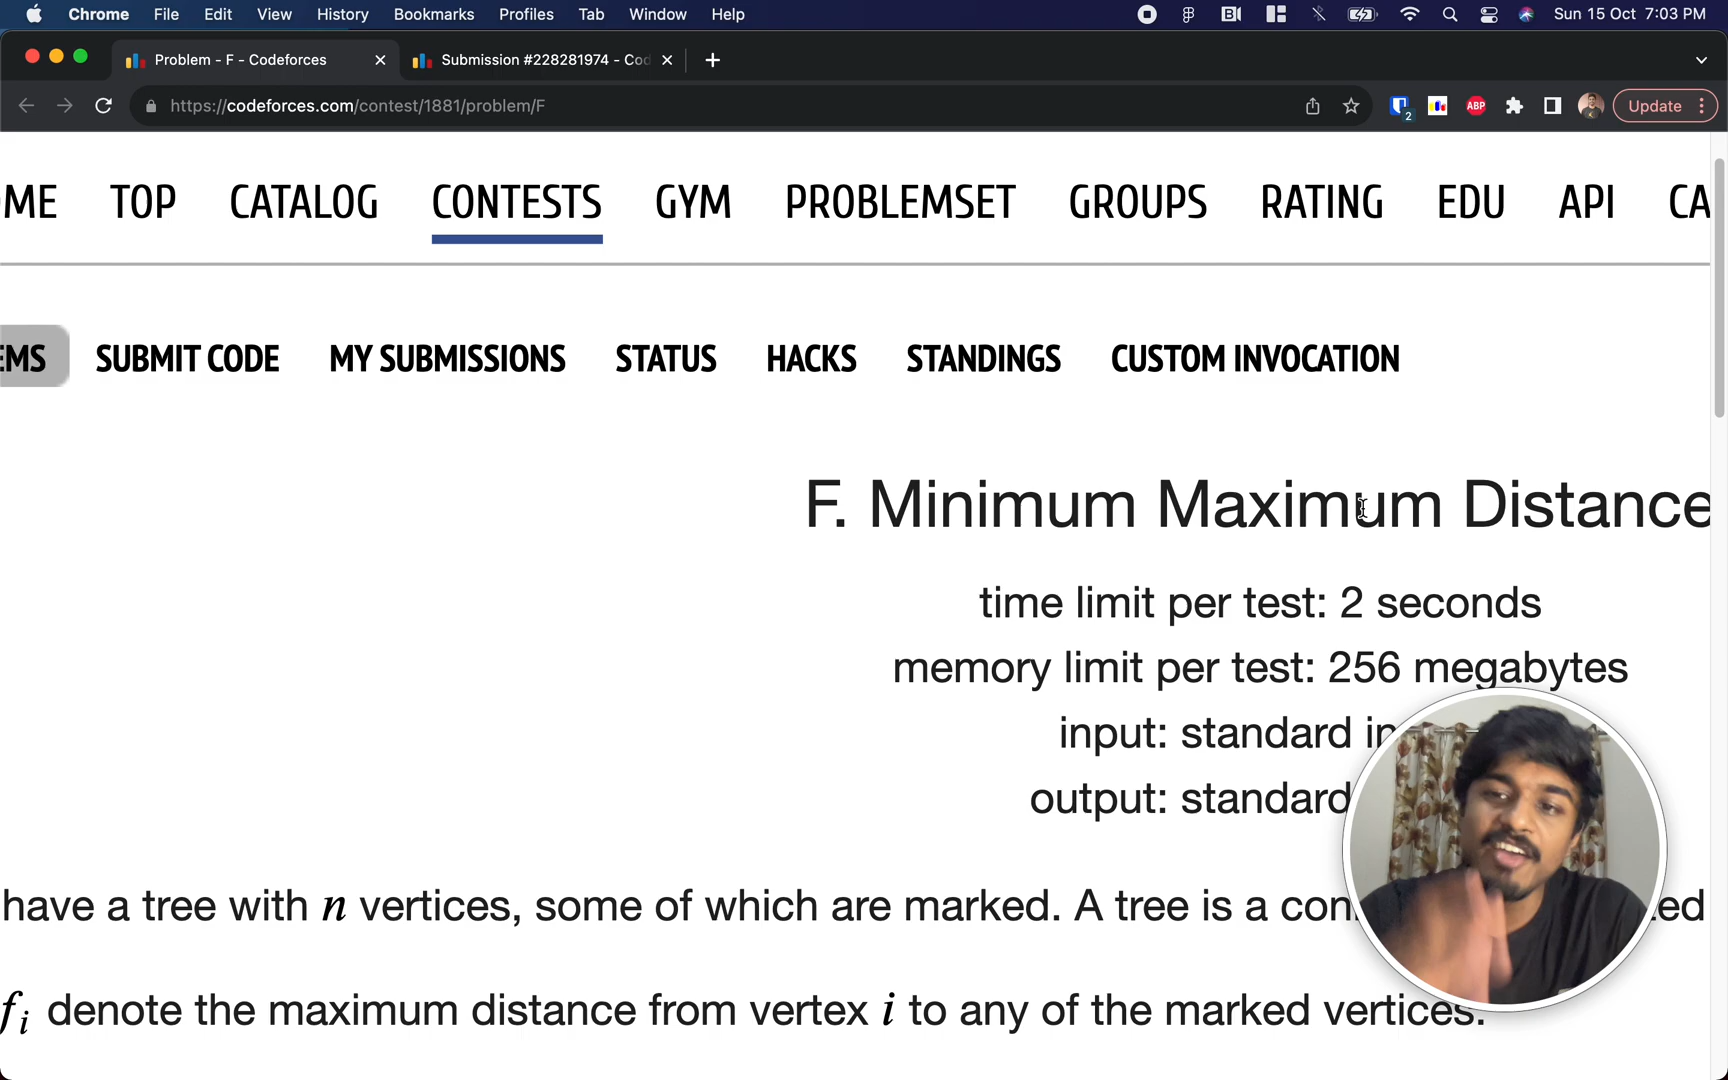 Chrome File Edit View History Bookmarks Profiles Tab Window Help Sun 15 Oct 7:03 PM
Problem - F - Codeforces Submission #228281974 - Cod
https://codeforces.com/contest/1881/problem/F ABP 2 Update
OME TOP CATALOG CONTESTS GYM PROBLEMSET GROUPS RATING EDU API CA
EMS SUBMIT CODE MY SUBMISSIONS STATUS HACKS STANDINGS CUSTOM INVOCATION
F. Minimum Maximum Distance
time limit per test: 2 seconds
memory limit per test: 256 megabytes
input: standard in
output: standard
have a tree with n vertices, some of which are marked. A tree is a con ed
fi denote the maximum distance from vertex i to any of the marked vertices.